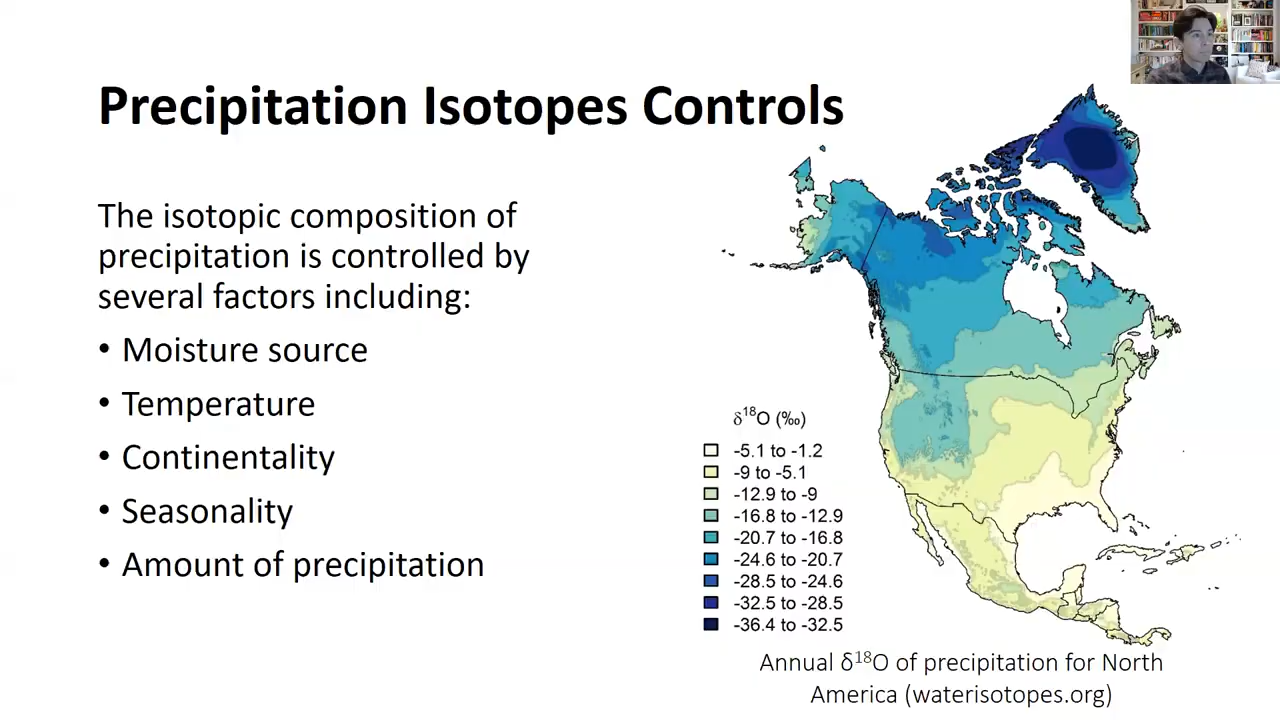 Precipitation Isotopes Controls
The isotopic composition of
precipitation is controlled by
several factors including:
• Moisture source
• Temperature
• Continentality
• Seasonality
• Amount of precipitation
δ¹⁸O (‰)
-5.1 to -1.2
-9 to -5.1
-12.9 to -9
-16.8 to -12.9
-20.7 to -16.8
-24.6 to -20.7
-28.5 to -24.6
-32.5 to -28.5
-36.4 to -32.5
Annual δ¹⁸O of precipitation for North
America (waterisotopes.org)